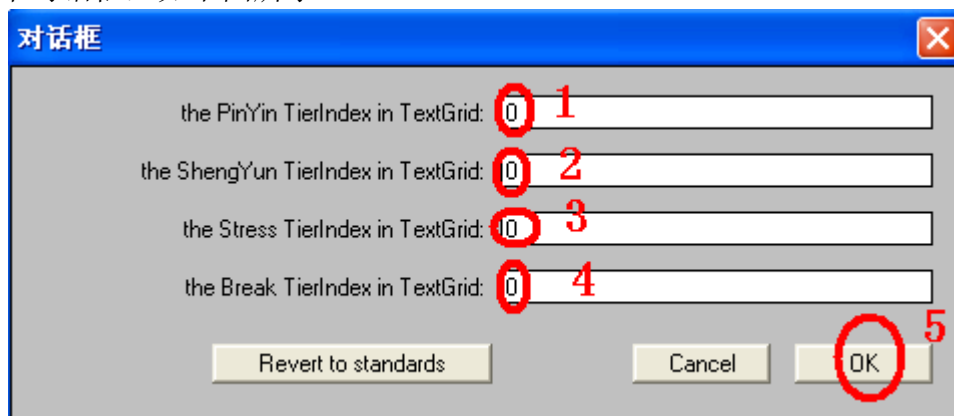 对话框
the PinYin TierIndex in TextGrid: 0 1
the ShengYun TierIndex in TextGrid: 0 2
the Stress TierIndex in TextGrid: 0 3
the Break TierIndex in TextGrid: 0 4
5
Revert to standards Cancel OK